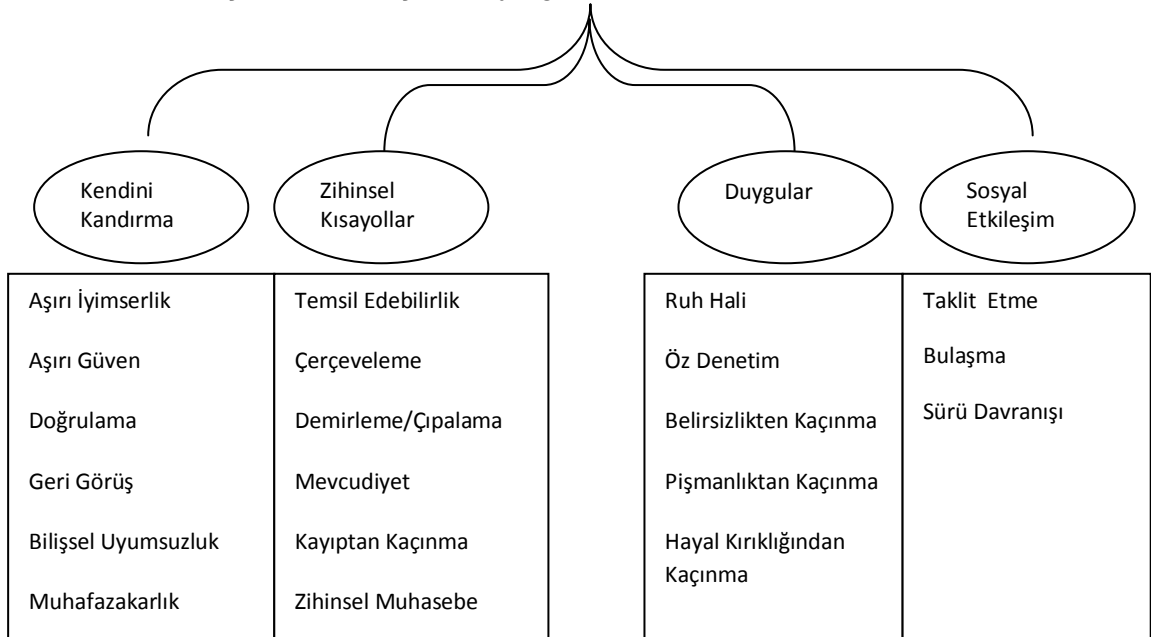 Kendini
Kandırma
Zihinsel
Kısayollar
Duygular
Sosyal
Etkileşim
Aşırı İyimserlik
Aşırı Güven
Doğrulama
Geri Görüş
Bilişsel Uyumsuzluk
Muhafazakarlık
Temsil Edebilirlik
Çerçeveleme
Demirleme/Çıpalama
Mevcudiyet
Kayıptan Kaçınma
Zihinsel Muhasebe
Ruh Hali
Öz Denetim
Belirsizlikten Kaçınma
Pişmanlıktan Kaçınma
Hayal Kırıklığından
Kaçınma
Taklit Etme
Bulaşma
Sürü Davranışı